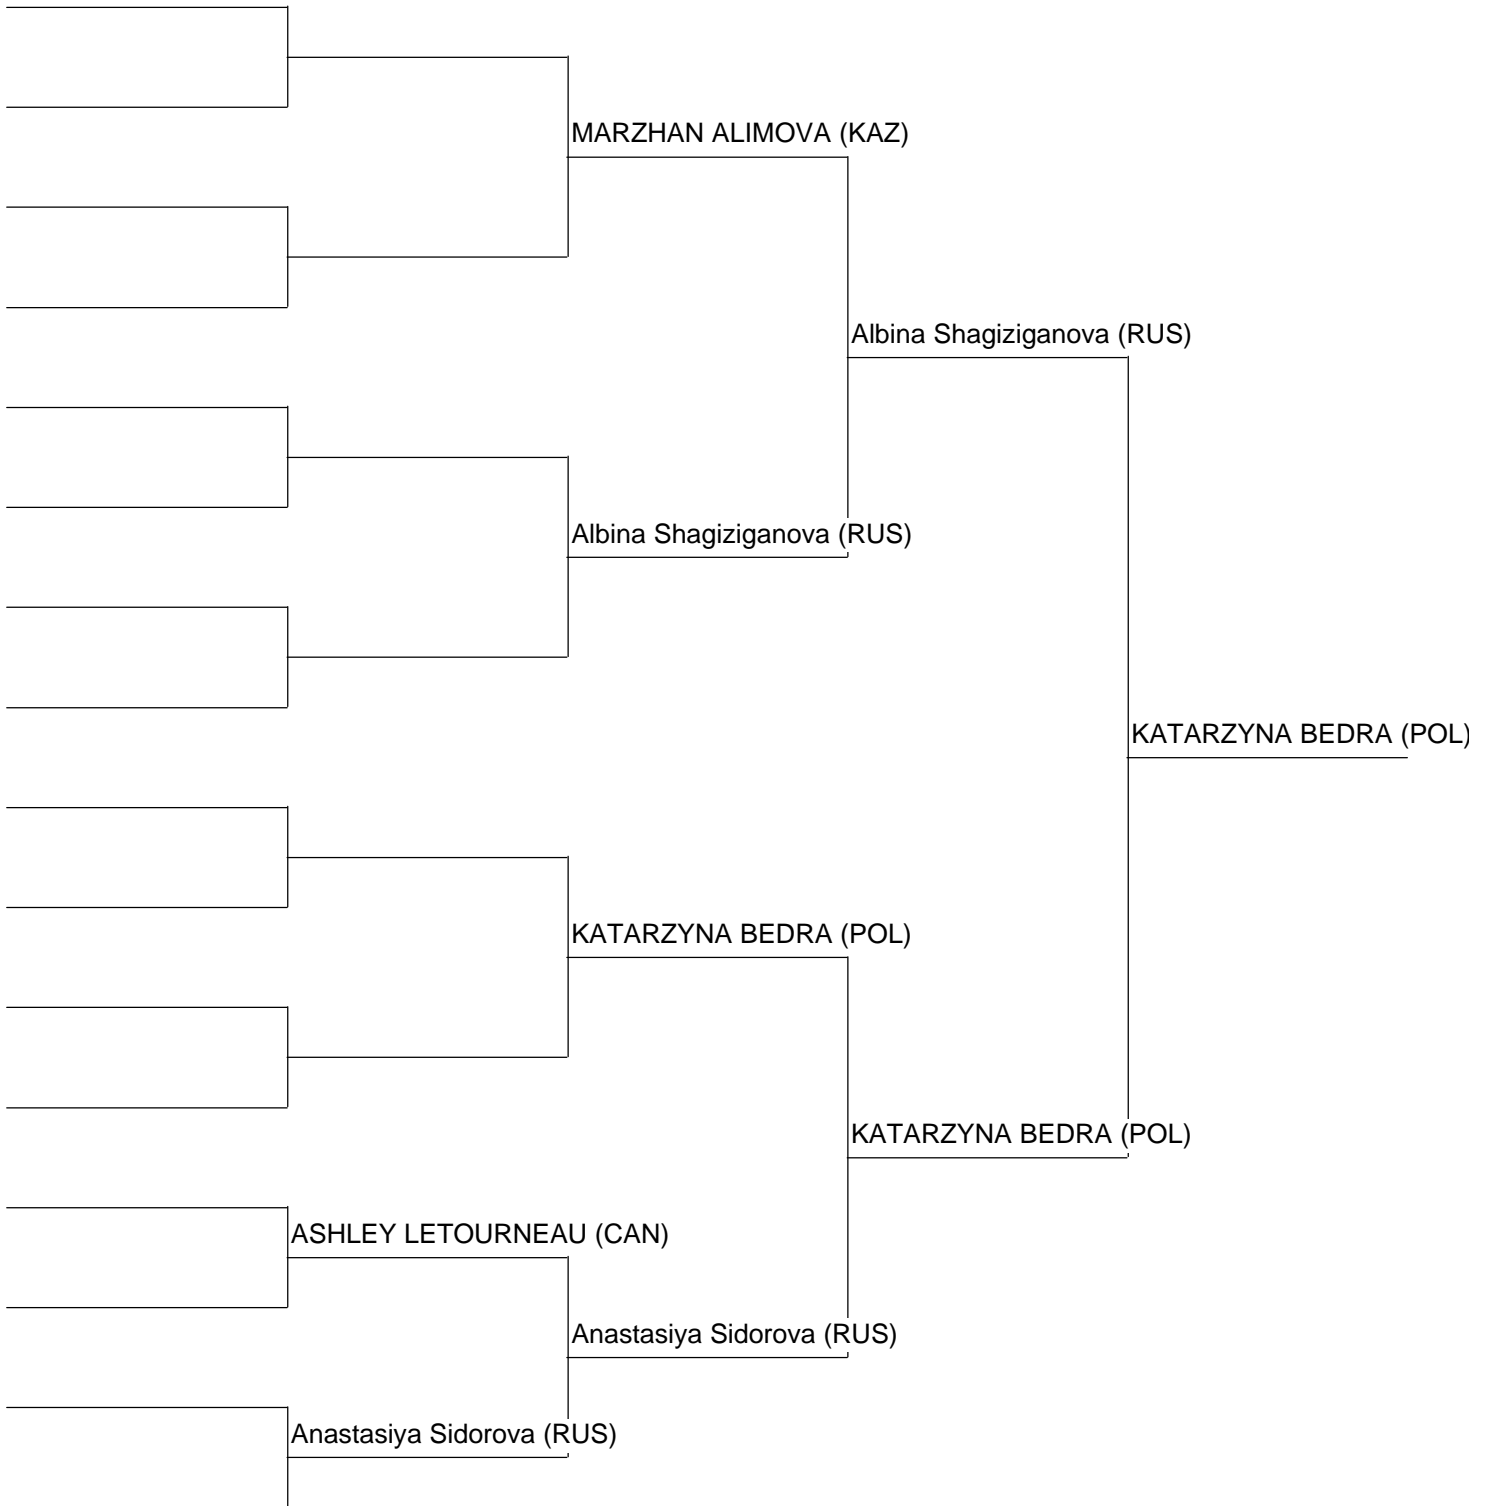 MARZHAN ALIMOVA (KAZ)
Albina Shagiziganova (RUS)
Albina Shagiziganova (RUS)
KATARZYNA BEDRA (POL)
KATARZYNA BEDRA (POL)
KATARZYNA BEDRA (POL)
ASHLEY LETOURNEAU (CAN)
Anastasiya Sidorova (RUS)
Anastasiya Sidorova (RUS)